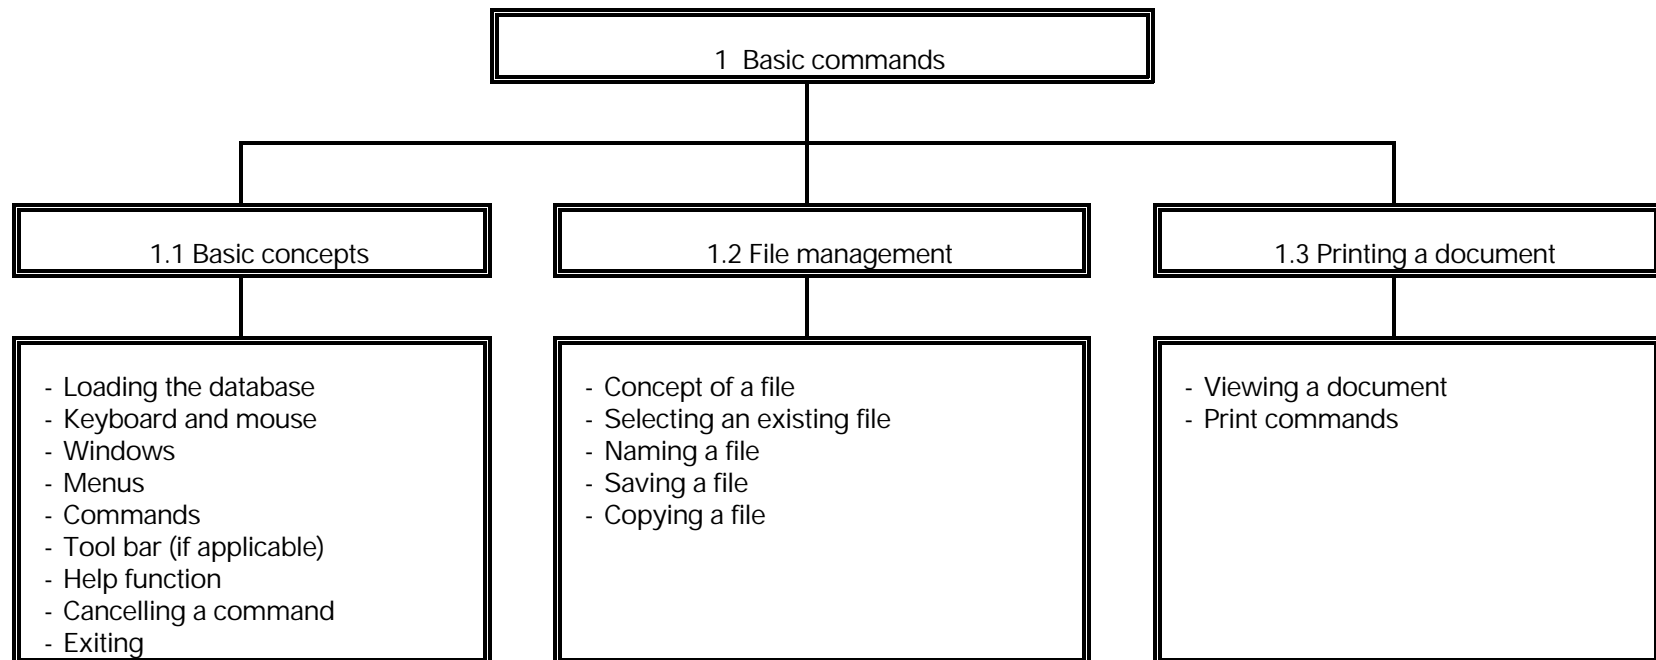 1 Basic commands
1.1 Basic concepts
1.2 File management
1.3 Printing a document
- Loading the database
- Keyboard and mouse
- Windows
- Menus
- Commands
- Tool bar (if applicable)
- Help function
- Cancelling a command
- Exiting
- Concept of a file
- Selecting an existing file
- Naming a file
- Saving a file
- Copying a file
- Viewing a document
- Print commands